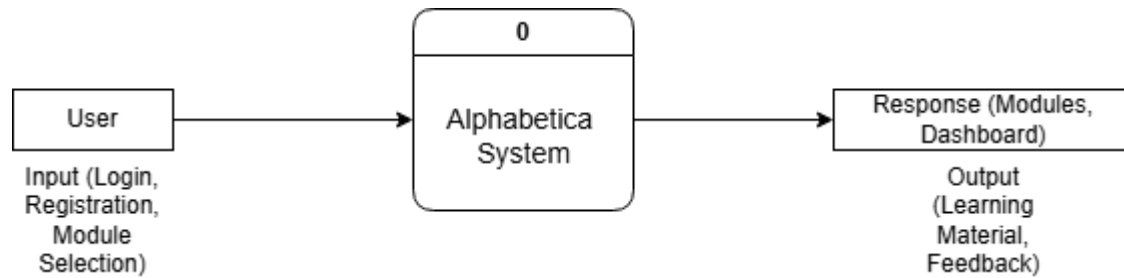 0
User
Alphabetica
System
Response (Modules,
Dashboard)
Input (Login,
Registration,
Module
Selection)
Output
(Learning
Material,
Feedback)